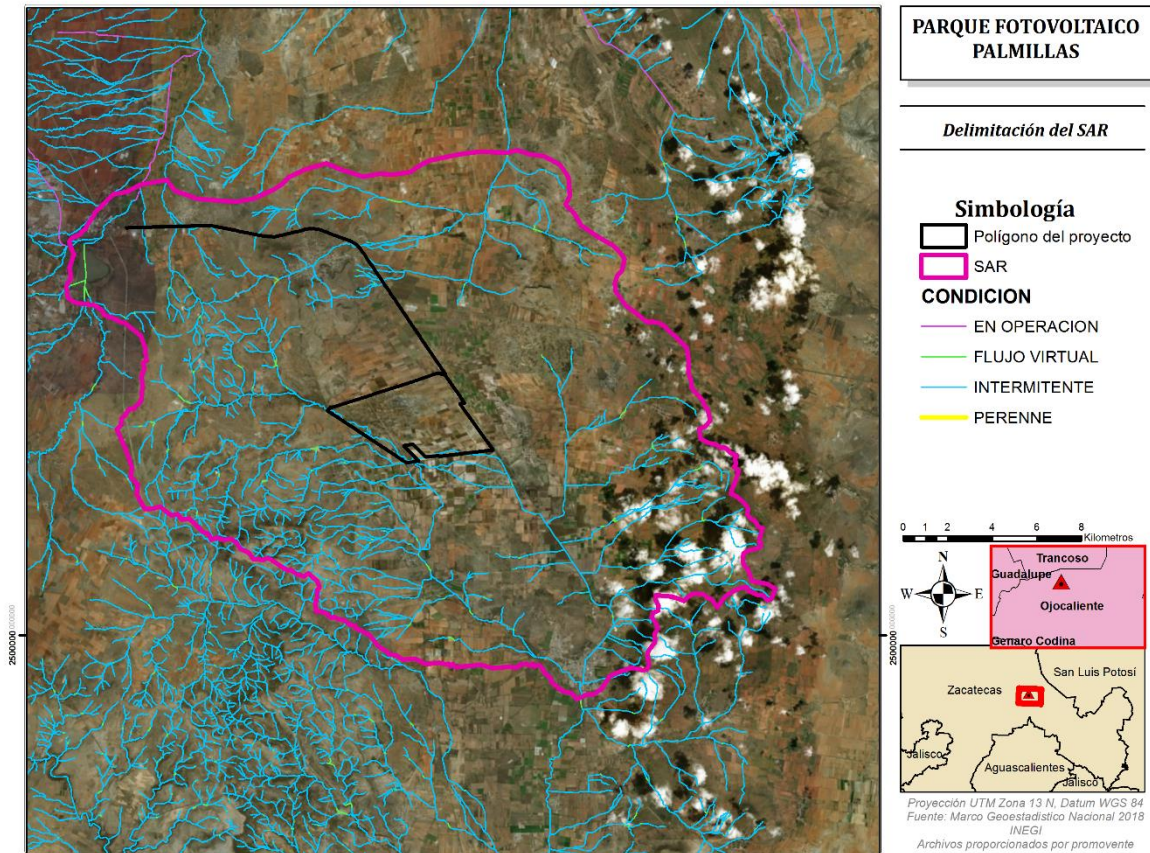 PARQUE FOTOVOLTAICO
PALMILLAS
Delimitación del SAR
Simbología
Polígono del proyecto
SAR
CONDICION
EN OPERACION
FLUJO VIRTUAL
INTERMITENTE
PERENNE
0 1 2 4 6 8
Kilometros
N
W E
S
Trancoso
Guadalupe
Ojocaliente
Genaro Codina
San Luis Potosí
Zacatecas
Jalisco
Aguascalientes
Jalisco
Proyección UTM Zona 13 N, Datum WGS 84
Fuente: Marco Geoestadistico Nacional 2018
INEGI
Archivos proporcionados por promovente
2500000
2500000